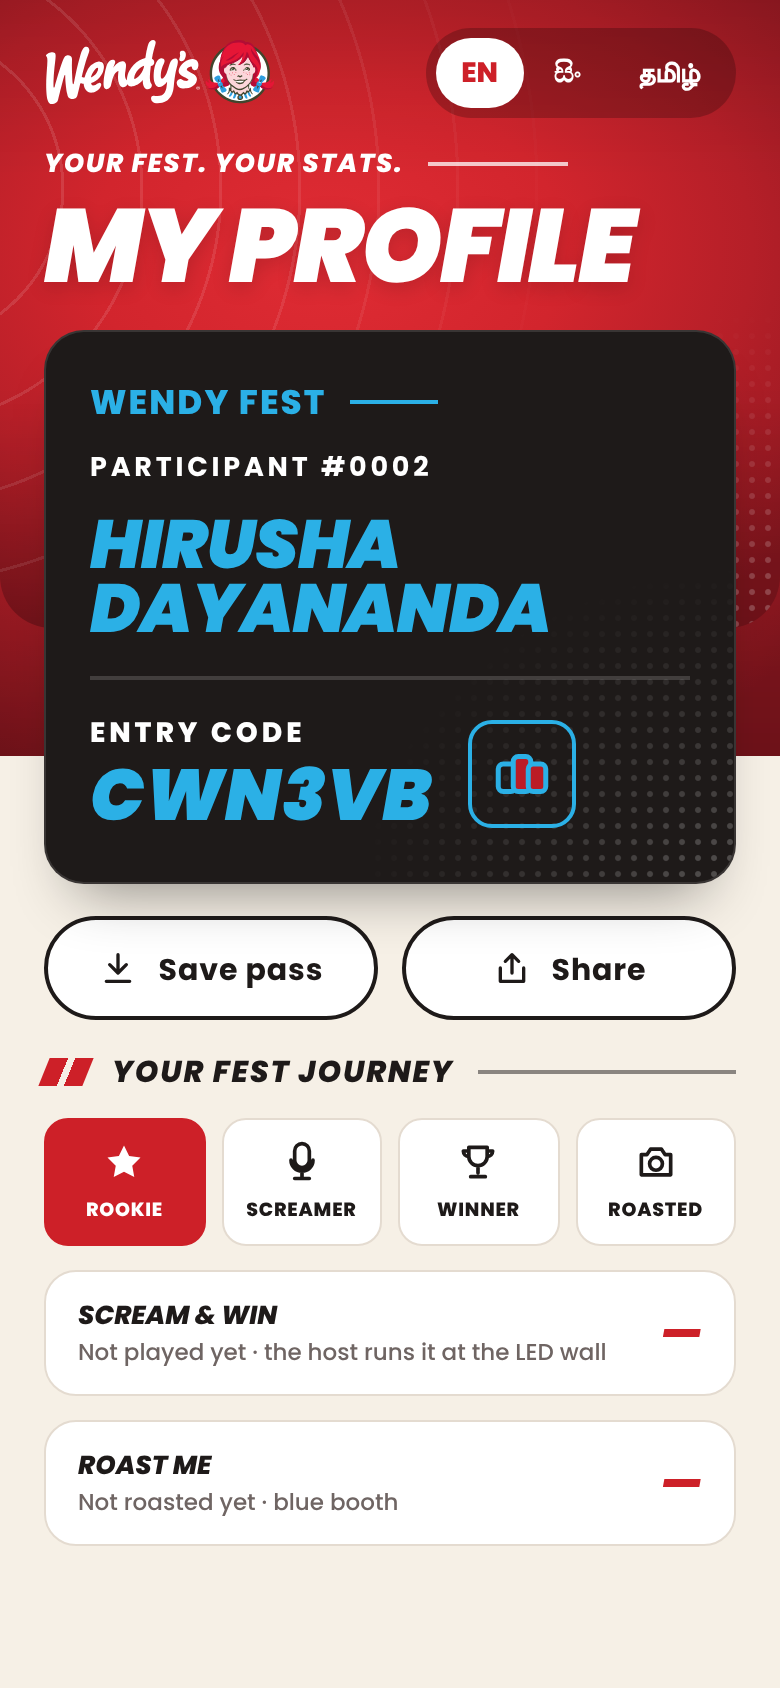 Wendy's
EN සිං தமிழ்
YOUR FEST. YOUR STATS.
MY PROFILE
WENDY FEST
PARTICIPANT #0002
HIRUSHA
DAYANANDA
ENTRY CODE
CWN3VB
Save pass
Share
YOUR FEST JOURNEY
ROOKIE
SCREAMER
WINNER
ROASTED
SCREAM & WIN
Not played yet · the host runs it at the LED wall
ROAST ME
Not roasted yet · blue booth